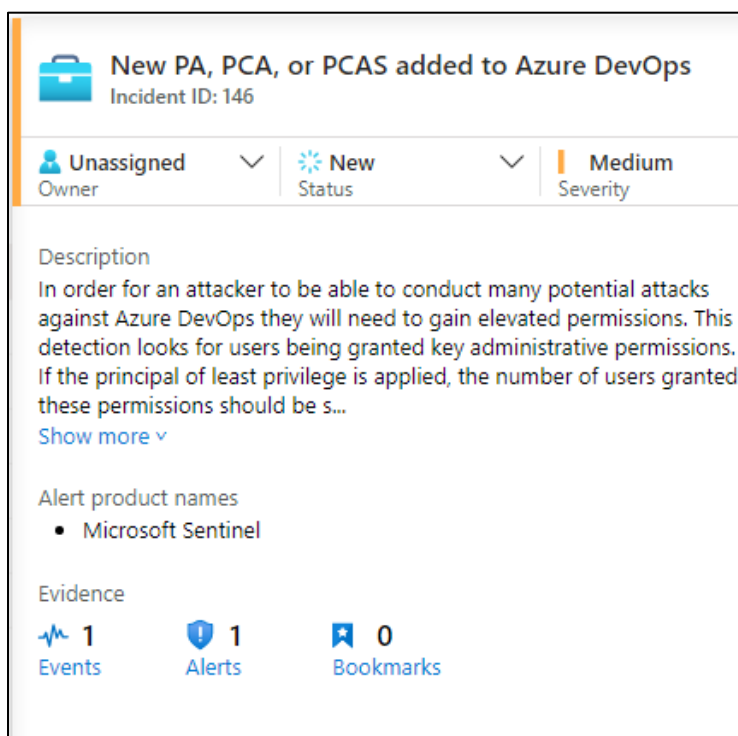 New PA, PCA, or PCAS added to Azure DevOps
Incident ID: 146
Unassigned
Owner
New
Status
Medium
Severity
Description
In order for an attacker to be able to conduct many potential attacks
against Azure DevOps they will need to gain elevated permissions. This
detection looks for users being granted key administrative permissions.
If the principal of least privilege is applied, the number of users granted
these permissions should be s...
Show more
Alert product names
• Microsoft Sentinel
Evidence
1
Events
1
Alerts
0
Bookmarks